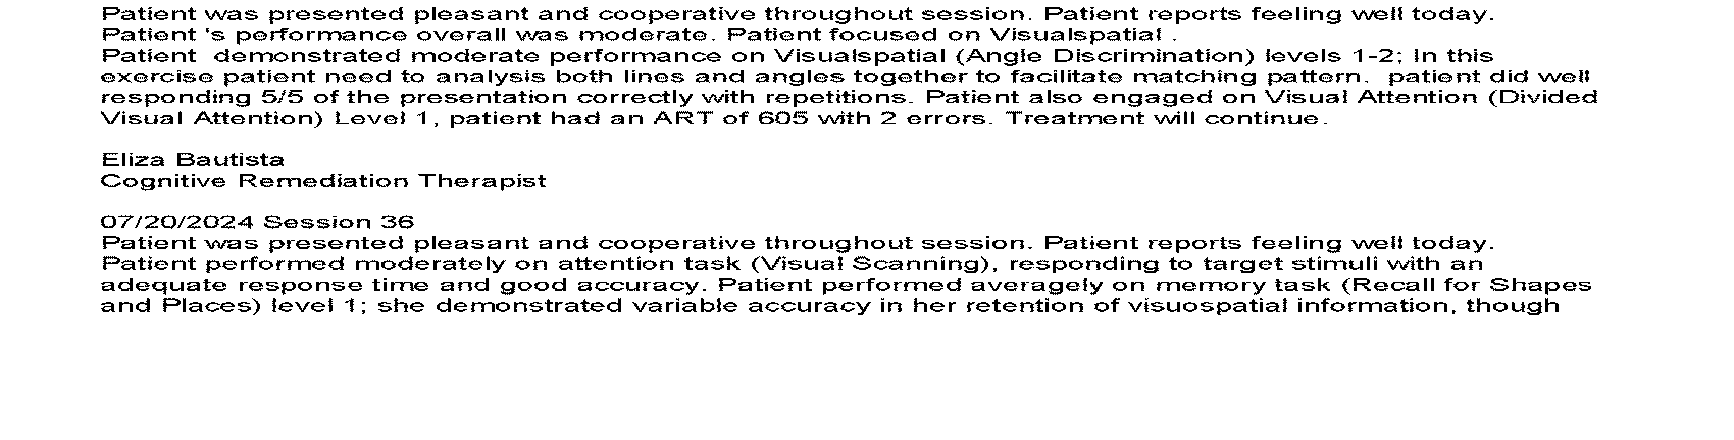 Patient was presented pleasant and cooperative throughout session. Patient reports feeling well today.
Patient 's performance overall was moderate. Patient focused on Visualspatial .
Patient  demonstrated moderate performance on Visualspatial (Angle Discrimination) levels 1-2; In this
exercise patient need to analysis both lines and angles together to facilitate matching pattern.  patient did well
responding 5/5 of the presentation correctly with repetitions. Patient also engaged on Visual Attention (Divided
Visual Attention) Level 1, patient had an ART of 605 with 2 errors. Treatment will continue.
Eliza Bautista
Cognitive Remediation Therapist
07/20/2024 Session 36
Patient was presented pleasant and cooperative throughout session. Patient reports feeling well today.
Patient performed moderately on attention task (Visual Scanning), responding to target stimuli with an
adequate response time and good accuracy. Patient performed averagely on memory task (Recall for Shapes
and Places) level 1; she demonstrated variable accuracy in her retention of visuospatial information, though